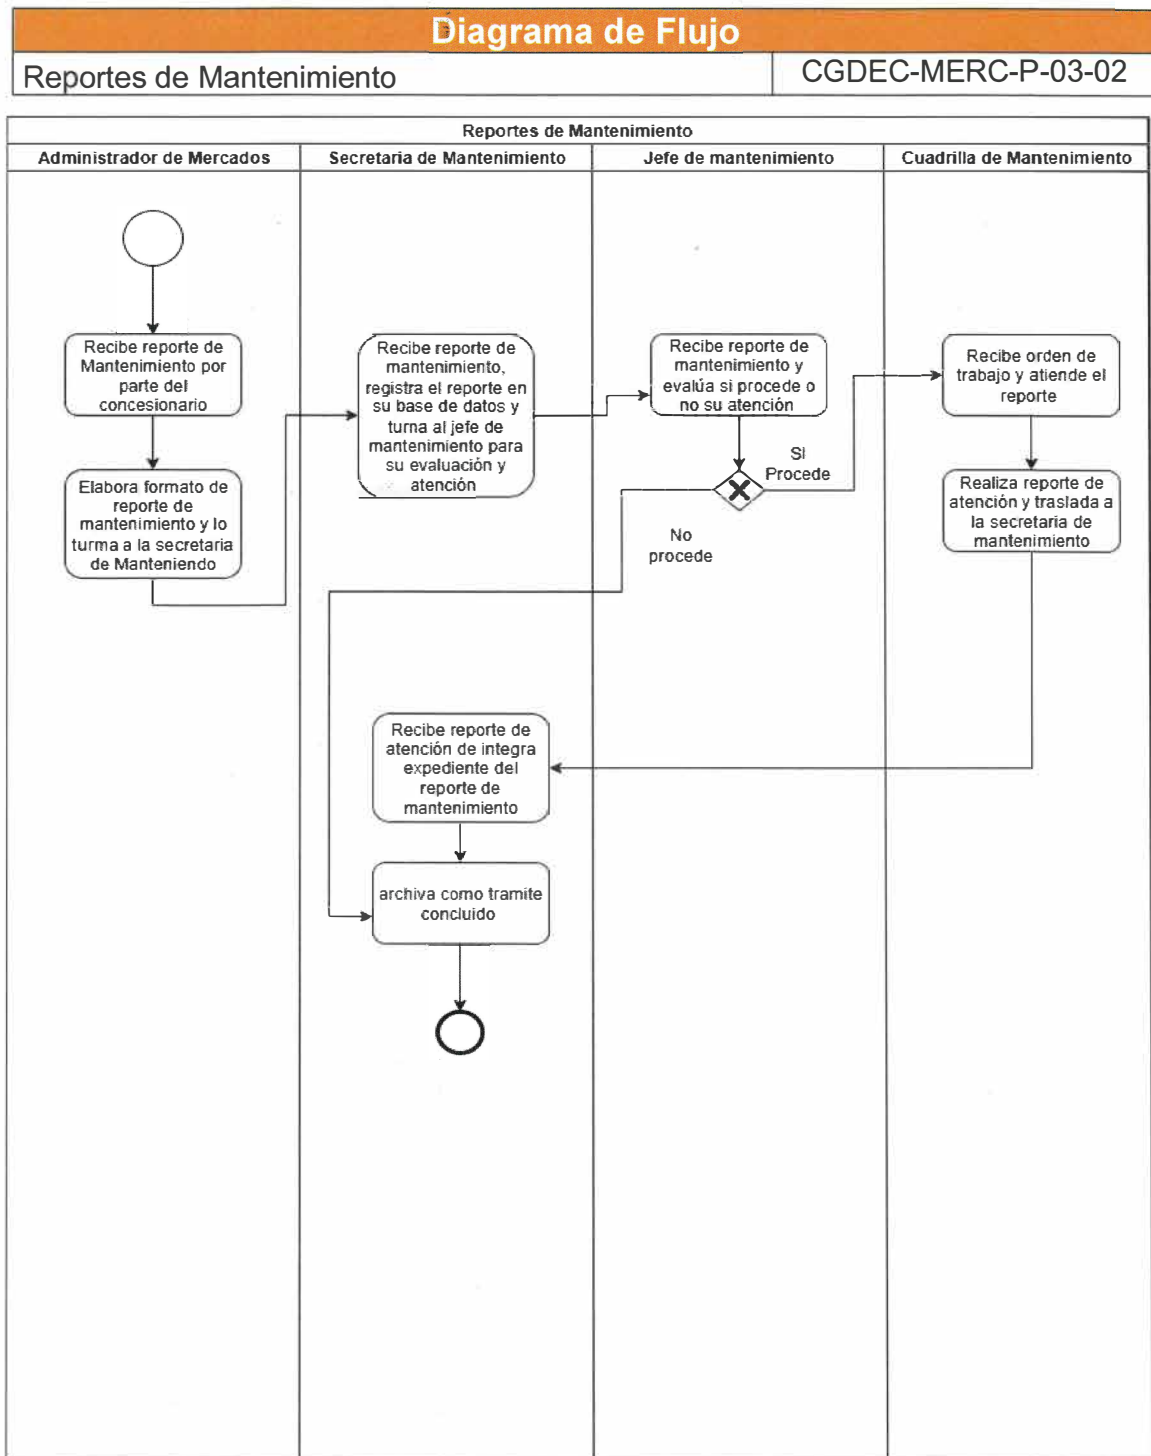 Diagrama de Flujo
Reportes de Mantenimiento
CGDEC-MERC-P-03-02
Reportes de Mantenimiento
Administrador de Mercados
Secretaria de Mantenimiento
Jefe de mantenimiento
Cuadrilla de Mantenimiento
Recibe reporte de
Mantenimiento por
parte del
concesionario
Elabora formato de
reporte de
mantenimiento y lo
turma a la secretaria
de Manteniendo
Recibe reporte de
mantenimiento,
registra el reporte en
su base de datos y
turna al jefe de
mantenimiento para
su evaluación y
atención
Recibe reporte de
mantenimiento y
evalúa si procede o
no su atención
SI
Procede
No
procede
Recibe orden de
trabajo y atiende el
reporte
Realiza reporte de
atención y traslada a
la secretaria de
mantenimiento
Recibe reporte de
atención de integra
expediente del
reporte de
mantenimiento
archiva como tramite
concluido